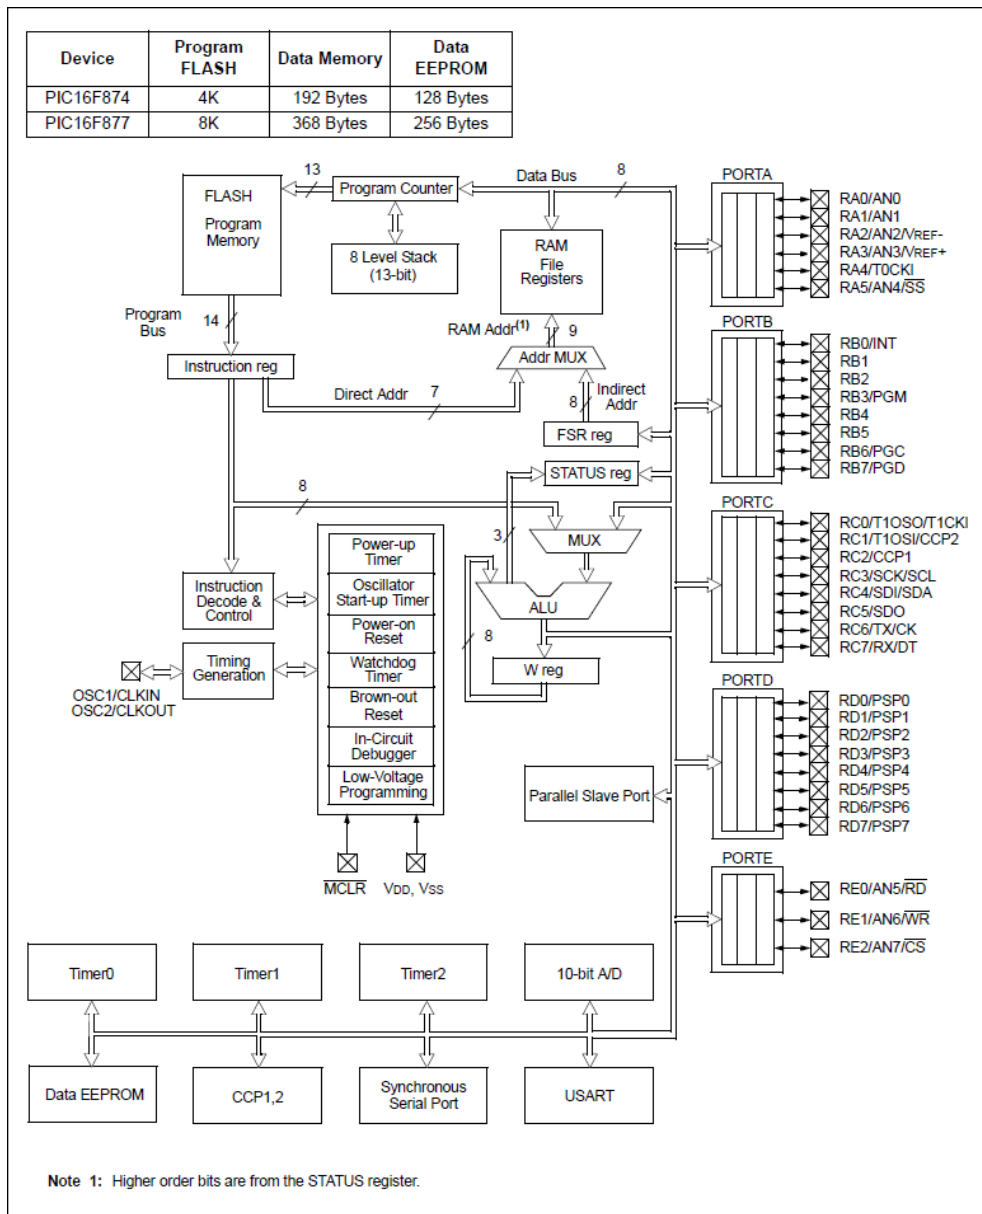 Device Program FLASH Data Memory Data EEPROM
PIC16F874 4K 192 Bytes 128 Bytes
PIC16F877 8K 368 Bytes 256 Bytes
13
Program Counter
Data Bus
8
FLASH
Program
Memory
8 Level Stack
(13-bit)
RAM
File
Registers
Program
Bus
14
RAM Addr(1)
9
Addr MUX
Instruction reg
Direct Addr
7
8
Indirect
Addr
FSR reg
STATUS reg
8
3
MUX
ALU
8
W reg
Power-up
Timer
Oscillator
Start-up Timer
Power-on
Reset
Watchdog
Timer
Brown-out
Reset
In-Circuit
Debugger
Low-Voltage
Programming
Instruction
Decode &
Control
Timing
Generation
OSC1/CLKIN
OSC2/CLKOUT
MCLR
VDD, VSS
Parallel Slave Port
PORTA
RA0/AN0
RA1/AN1
RA2/AN2/VREF-
RA3/AN3/VREF+
RA4/T0CKI
RA5/AN4/SS
PORTB
RB0/INT
RB1
RB2
RB3/PGM
RB4
RB5
RB6/PGC
RB7/PGD
PORTC
RC0/T1OSO/T1CKI
RC1/T1OSI/CCP2
RC2/CCP1
RC3/SCK/SCL
RC4/SDI/SDA
RC5/SDO
RC6/TX/CK
RC7/RX/DT
PORTD
RD0/PSP0
RD1/PSP1
RD2/PSP2
RD3/PSP3
RD4/PSP4
RD5/PSP5
RD6/PSP6
RD7/PSP7
PORTE
RE0/AN5/RD
RE1/AN6/WR
RE2/AN7/CS
Timer0
Timer1
Timer2
10-bit A/D
Data EEPROM
CCP1,2
Synchronous
Serial Port
USART
Note 1: Higher order bits are from the STATUS register.